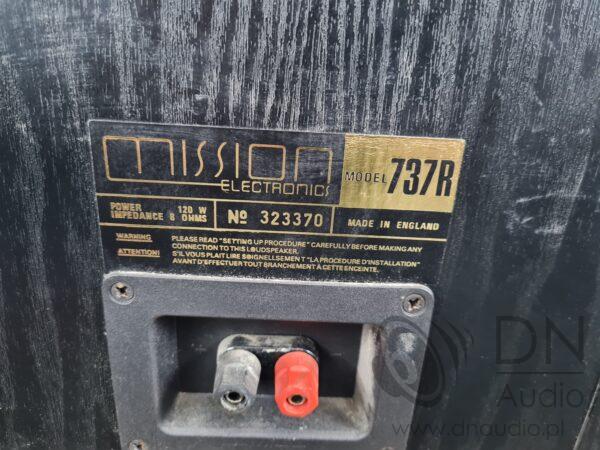 mission
ELECTRONICS
MODEL 737R
POWER 120 W
IMPEDANCE 8 OHMS
Nº 323370
MADE IN ENGLAND
WARNING PLEASE READ "SETTING UP PROCEDURE" CAREFULLY BEFORE MAKING ANY
CONNECTION TO THIS LOUDSPEAKER.
ATTENTION! S'IL VOUS PLAIT LIRE SOIGNELLSEMENT "LA PROCEDURE D'INSTALLATION"
AVANT D'EFFECTUER TOUT BRANCHEMENT À CETTE ENCEINTE.
DN
Audio
www.dnaudio.pl